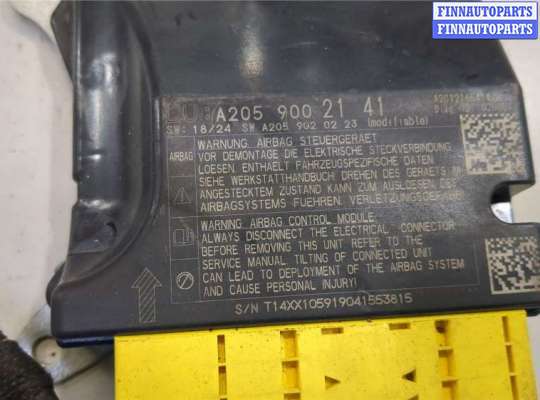 FINNAUTOPARTS
FINNAUTOPARTS
FINNAUTOPARTS
A205 900 21 41
SW: 18/24 SW A205 902 02 23 (modifiable)
WARNUNG, AIRBAG STEUERGERAET
AIRBAG VOR DEMONTAGE DIE ELEKTRISCHE STECKVERBINDUNG
LOESEN. ENTHAELT FAHRZEUGSPEZIFISCHE DATEN
SIEHE WERKSTATTHANDBUCH DREHEN DES GERAETS IM
ANGESTECKTEM ZUSTAND KANN ZUM AUSLOESEN DES
AIRBAGSYSTEMS FUEHREN.
WARNING AIRBAG CONTROL MODULE.
ALWAYS DISCONNECT THE ELECTRICAL CONNECTOR
BEFORE REMOVING THIS UNIT REFER TO THE
SERVICE MANUAL TILTING OF CONNECTED UNIT
CAN LEAD TO DEPLOYMENT OF THE AIRBAG SYSTEM
AND CAUSE PERSONAL INJURY!
S/N T14XX105919041553815